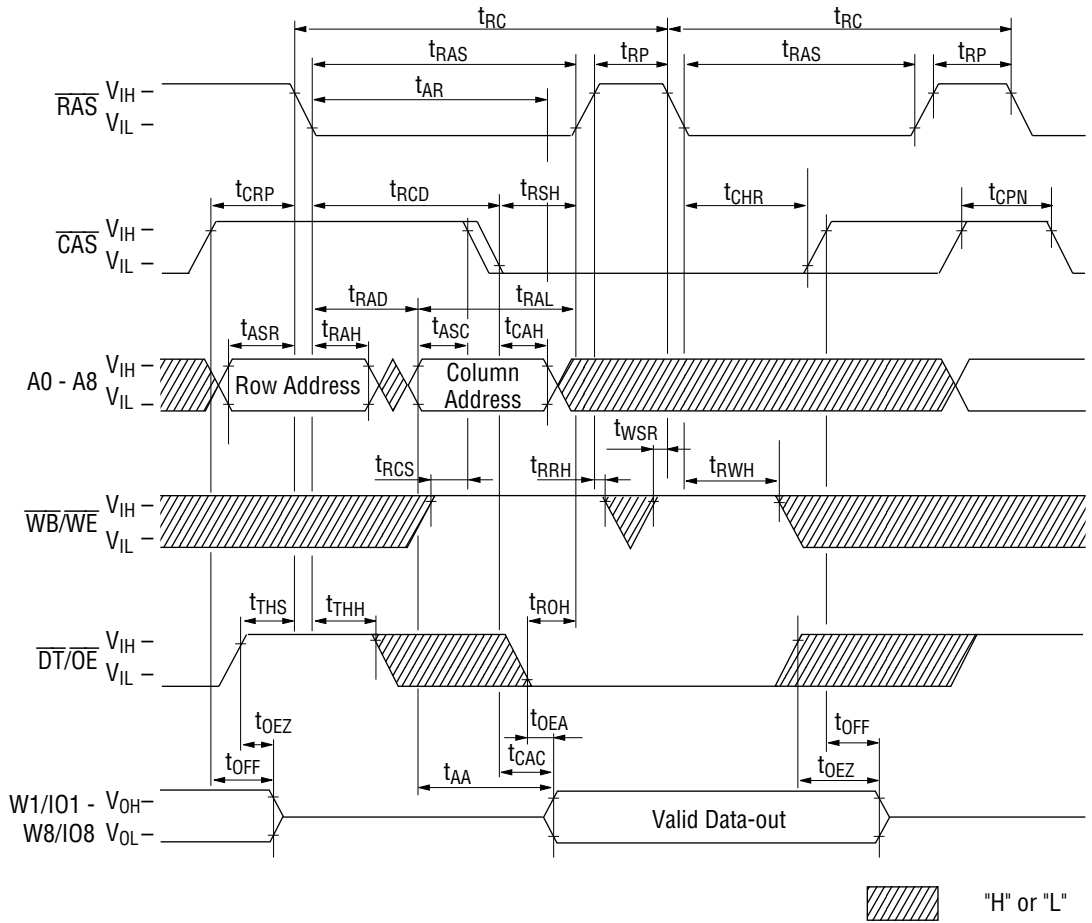 tRC tRC
tRAS tRP tRAS tRP
tAR
RAS VIH
VIL
tCRP tRCD tRSH tCHR tCPN
CAS VIH
VIL
tRAD tRAL
tASR tRAH tASC tCAH
A0 - A8 VIH
VIL
Row Address
Column
Address
tWSR
tRCS tRRH tRWH
WB/WE VIH
VIL
tTHS tTHH tROH
DT/OE VIH
VIL
tOEZ tOEA tOFF
tOFF tAA tCAC tOEZ
W1/IO1 - VOH
W8/IO8 VOL
Valid Data-out
"H" or "L"